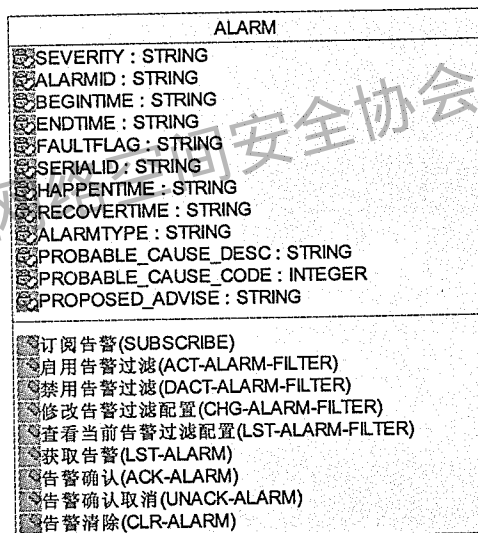 ALARM
SEVERITY : STRING
ALARMID : STRING
BEGINTIME : STRING
ENDTIME : STRING
FAULTFLAG : STRING
SERIALID : STRING
HAPPENTIME : STRING
RECOVERTIME : STRING
ALARMTYPE : STRING
PROBABLE_CAUSE_DESC : STRING
PROBABLE_CAUSE_CODE : INTEGER
PROPOSED_ADVISE : STRING
订阅告警(SUBSCRIBE)
启用告警过滤(ACT-ALARM-FILTER)
禁用告警过滤(DACT-ALARM-FILTER)
修改告警过滤配置(CHG-ALARM-FILTER)
查看当前告警过滤配置(LST-ALARM-FILTER)
获取告警(LST-ALARM)
告警确认(ACK-ALARM)
告警确认取消(UNACK-ALARM)
告警清除(CLR-ALARM)
网络空间安全协会